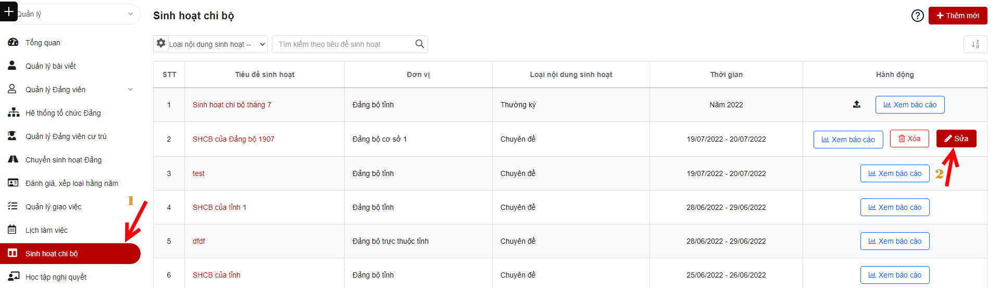 Quản lý
Tổng quan
Quản lý bài viết
Quản lý Đảng viên
Hệ thống tổ chức Đảng
Quản lý Đảng viên cư trú
Chuyển sinh hoạt Đảng
Đánh giá, xếp loại hằng năm
Quản lý giao việc
1
Lịch làm việc
Sinh hoạt chi bộ
Học tập nghị quyết
Sinh hoạt chi bộ
? Thêm mới
Loại nội dung sinh hoạt -- Tìm kiếm theo tiêu đề sinh hoạt Z A
STT Tiêu đề sinh hoạt Đơn vị Loại nội dung sinh hoạt Thời gian Hành động
1 Sinh hoạt chi bộ tháng 7 Đảng bộ tỉnh Thường kỳ Năm 2022 Xem báo cáo
2 SHCB của Đảng bộ 1907 Đảng bộ cơ sở 1 Chuyên đề 19/07/2022 - 20/07/2022 Xem báo cáo Xóa Sửa
3 test Đảng bộ tỉnh Chuyên đề 19/07/2022 - 20/07/2022 Xem báo cáo 2
4 SHCB của tỉnh 1 Đảng bộ tỉnh Chuyên đề 28/06/2022 - 29/06/2022 Xem báo cáo
5 dfdf Đảng bộ trực thuộc tỉnh Chuyên đề 28/06/2022 - 29/06/2022 Xem báo cáo
6 SHCB của tỉnh Đảng bộ tỉnh Chuyên đề 25/06/2022 - 26/06/2022 Xem báo cáo